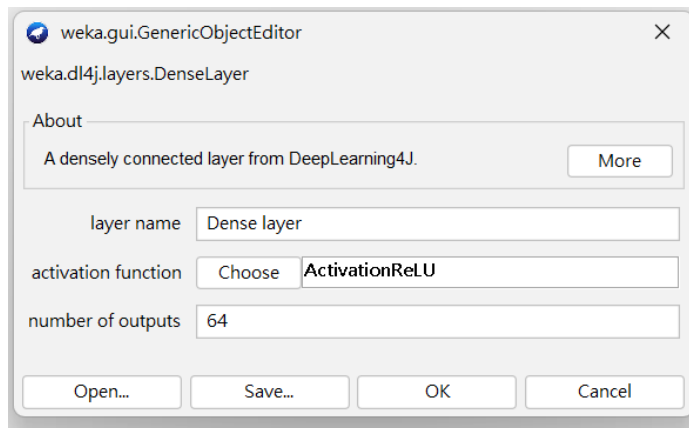 weka.gui.GenericObjectEditor
weka.dl4j.layers.DenseLayer
About
A densely connected layer from DeepLearning4J.
More
layer name Dense layer
activation function Choose ActivationReLU
number of outputs 64
Open... Save... OK Cancel